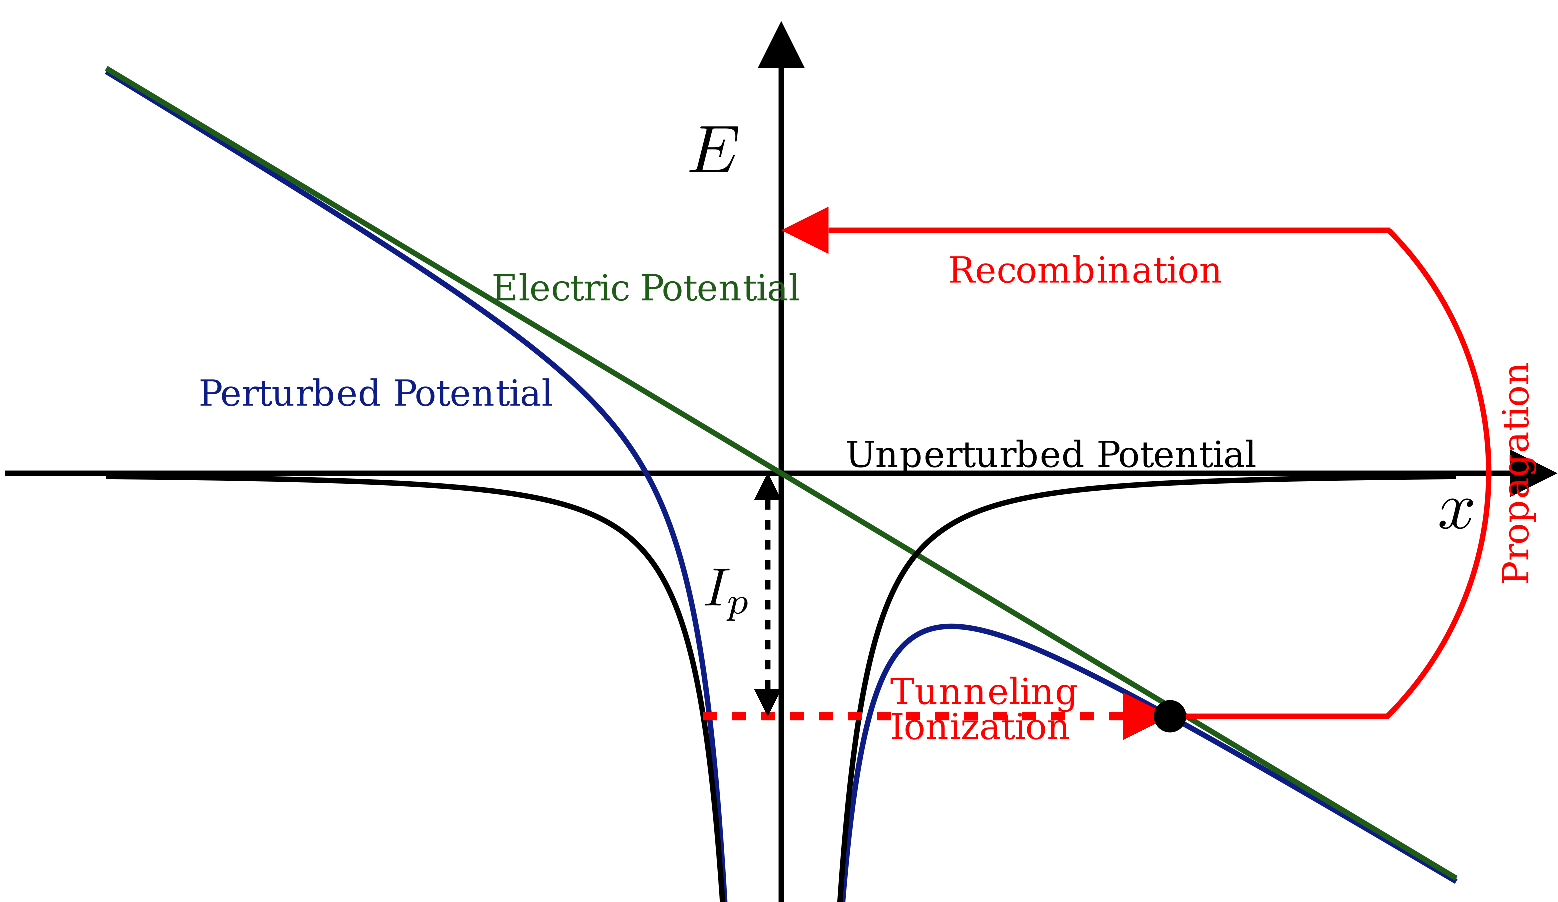 E
Recombination
Electric Potential
Perturbed Potential
Propagation
Unperturbed Potential
x
I_p
Tunneling
Ionization